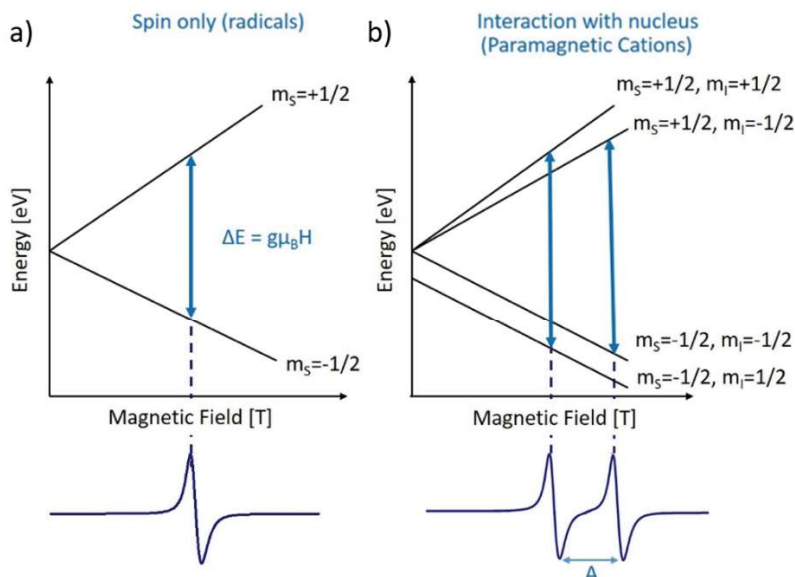 a)
Spin only (radicals)
mS=+1/2
Energy [eV]
ΔE = gμBH
mS=-1/2
Magnetic Field [T]
b)
Interaction with nucleus
(Paramagnetic Cations)
mS=+1/2, mI=+1/2
mS=+1/2, mI=-1/2
Energy [eV]
mS=-1/2, mI=-1/2
mS=-1/2, mI=1/2
Magnetic Field [T]
A